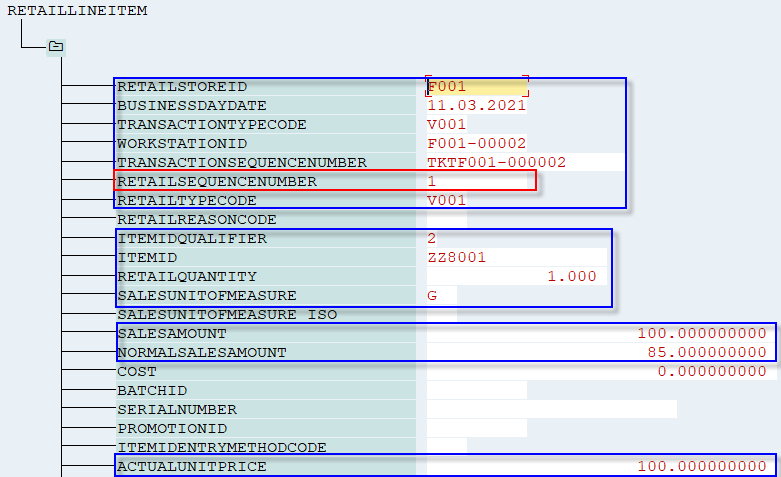 RETAILLINEITEM
RETAILSTOREID F001
BUSINESSDAYDATE 11.03.2021
TRANSACTIONTYPECODE V001
WORKSTATIONID F001-00002
TRANSACTIONSEQUENCENUMBER TKTF001-000002
RETAILSEQUENCENUMBER 1
RETAILTYPECODE V001
RETAILREASONCODE
ITEMIDQUALIFIER 2
ITEMID ZZ8001
RETAILQUANTITY 1.000
SALESUNITOFMEASURE G
SALESUNITOFMEASURE_ISO
SALESAMOUNT 100.000000000
NORMALSALESAMOUNT 85.000000000
COST 0.000000000
BATCHID
SERIALNUMBER
PROMOTIONID
ITEMIDENTRYMETHODCODE
ACTUALUNITPRICE 100.000000000